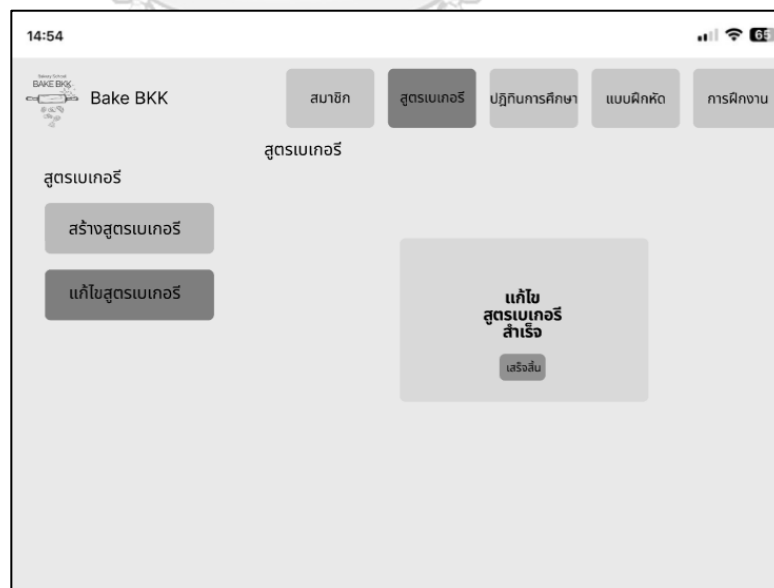 14:54
65
Bakery School
BAKE BKK
Bake BKK
สมาชิก
สูตรเบเกอรี
ปฏิทินการศึกษา
แบบฝึกหัด
การฝึกงาน
สูตรเบเกอรี
สูตรเบเกอรี
สร้างสูตรเบเกอรี
แก้ไขสูตรเบเกอรี
แก้ไข
สูตรเบเกอรี
สำเร็จ
เสร็จสิ้น